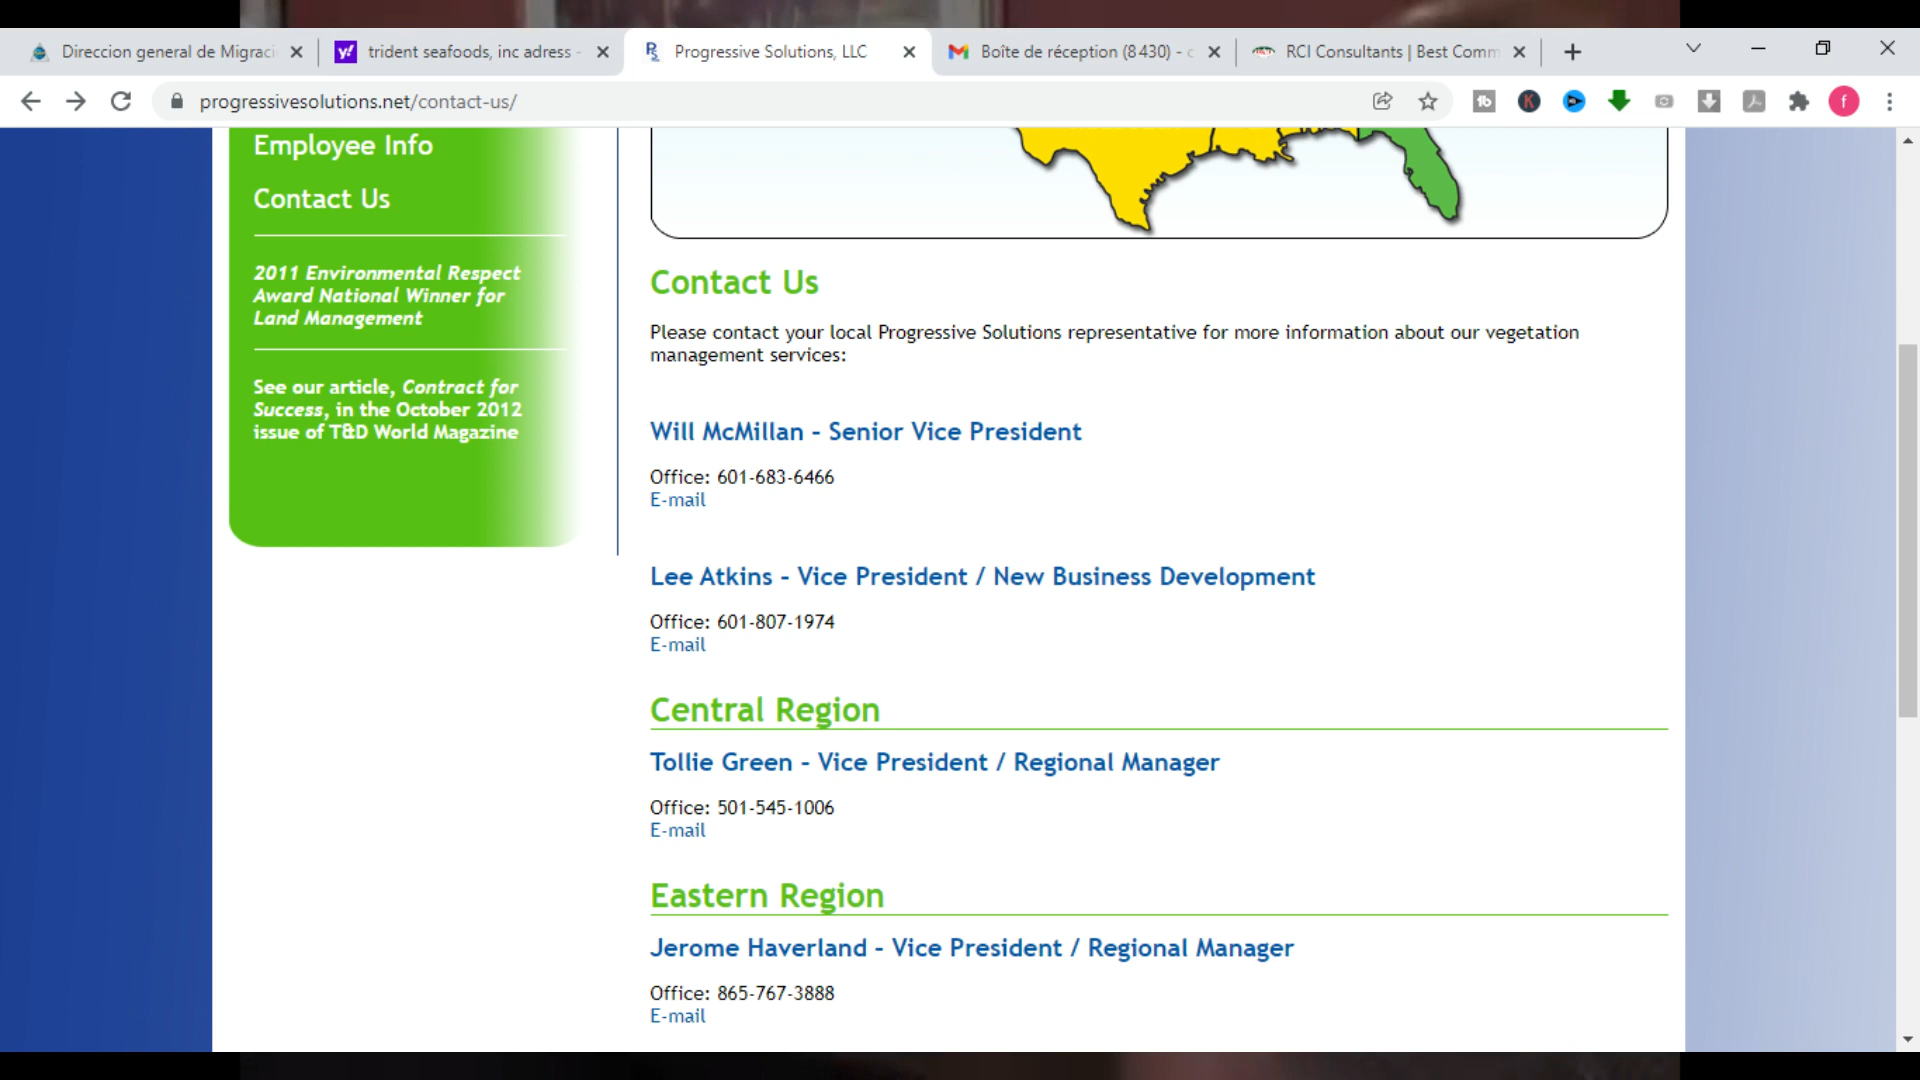 Direccion general de Migraci
trident seafoods, inc adress -
Progressive Solutions, LLC
Boîte de réception (8 430) - c
RCI Consultants | Best Comm
progressivesolutions.net/contact-us/
f
Employee Info
Contact Us
2011 Environmental Respect
Award National Winner for
Land Management
See our article, Contract for
Success, in the October 2012
issue of T&D World Magazine
Contact Us
Please contact your local Progressive Solutions representative for more information about our vegetation
management services:
Will McMillan - Senior Vice President
Office: 601-683-6466
E-mail
Lee Atkins - Vice President / New Business Development
Office: 601-807-1974
E-mail
Central Region
Tollie Green - Vice President / Regional Manager
Office: 501-545-1006
E-mail
Eastern Region
Jerome Haverland - Vice President / Regional Manager
Office: 865-767-3888
E-mail